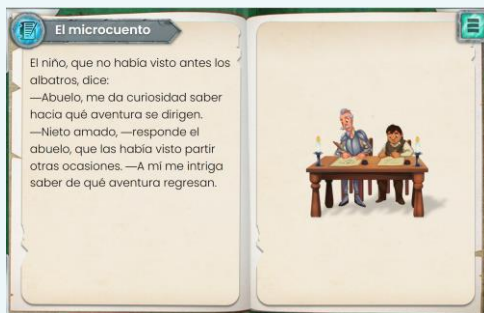 El microcuento
El niño, que no había visto antes los
albatros, dice:
—Abuelo, me da curiosidad saber
hacia qué aventura se dirigen.
—Nieto amado, —responde el
abuelo, que las había visto partir
otras ocasiones. —A mí me intriga
saber de qué aventura regresan.